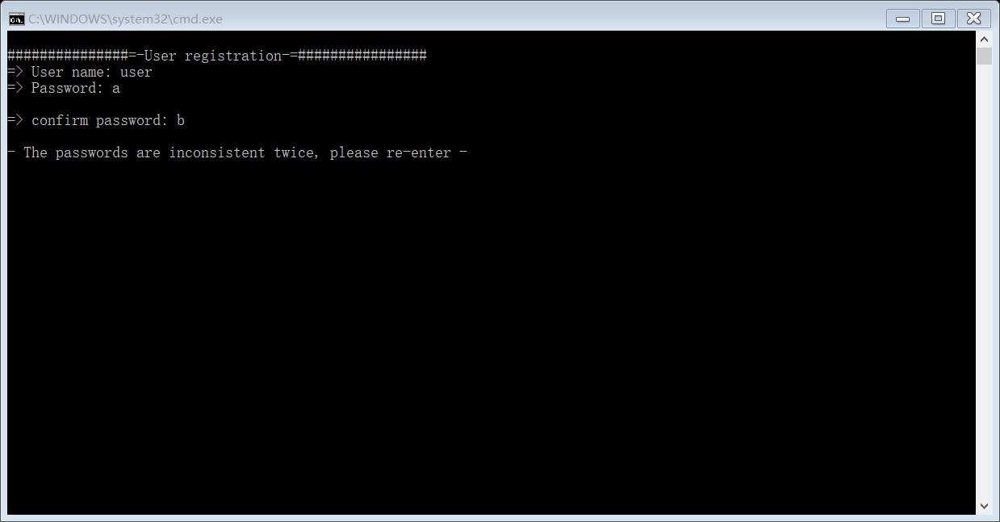 C:\WINDOWS\system32\cmd.exe
###############=-User registration-=################
=> User name: user
=> Password: a
=> confirm password: b
- The passwords are inconsistent twice, please re-enter -